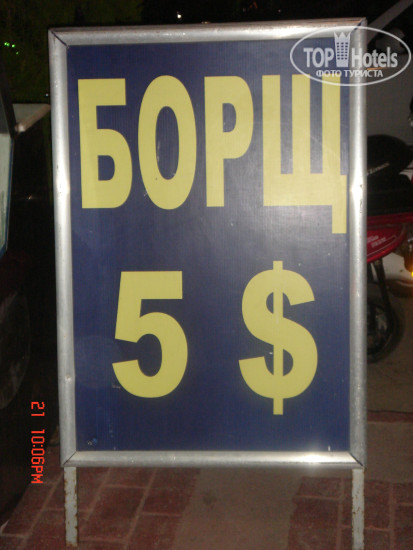 TOP Hotels
ФОТО ТУРИСТА
БОРЩ
5 $
21 10:06PM